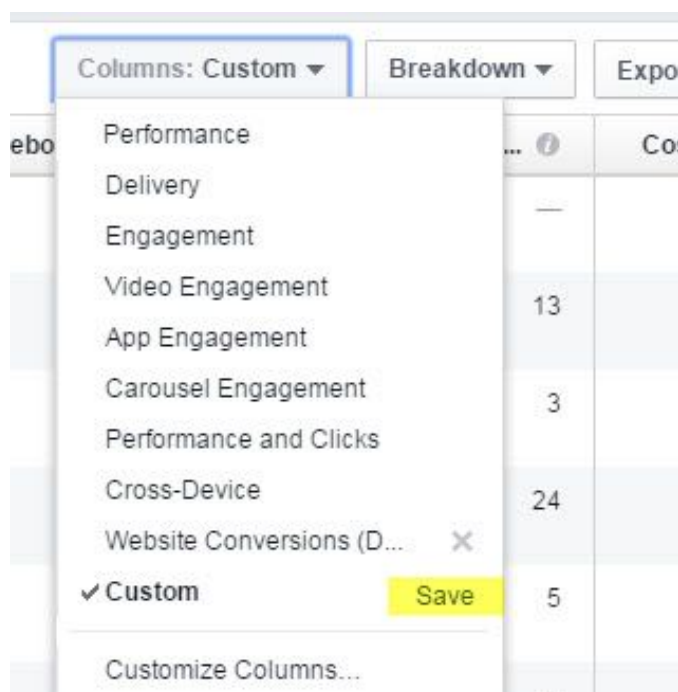 Columns: Custom Breakdown Expo
ebo ... Co
Performance
Delivery
—
Engagement
Video Engagement
13
App Engagement
Carousel Engagement
3
Performance and Clicks
Cross-Device
24
Website Conversions (D...
Custom Save 5
Customize Columns...